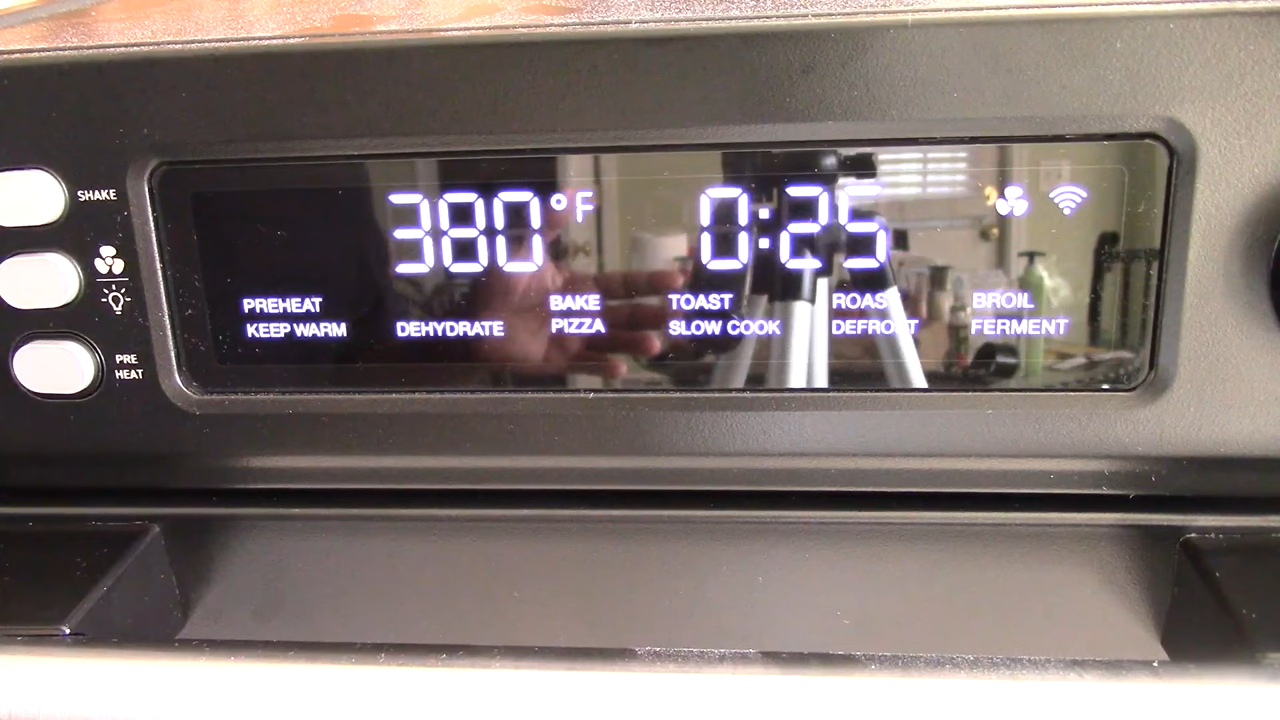 SHAKE
380°F 0:25
PREHEAT BAKE TOAST ROAST BROIL
KEEP WARM DEHYDRATE PIZZA SLOW COOK DEFROST FERMENT
PRE
HEAT